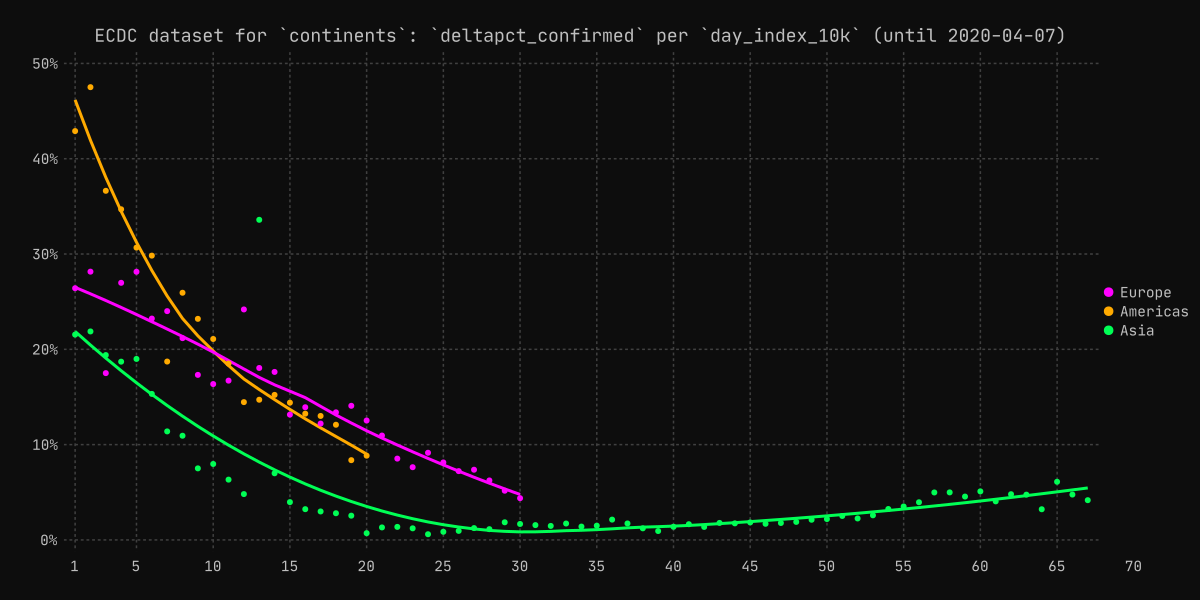 ECDC dataset for `continents`: `deltapct_confirmed` per `day_index_10k` (until 2020-04-07)
50%
40%
30%
20%
10%
0%
Europe
Americas
Asia
1 5 10 15 20 25 30 35 40 45 50 55 60 65 70